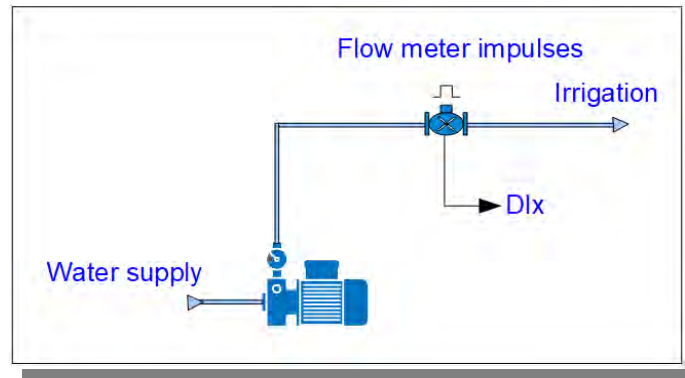 Flow meter impulses
Irrigation
DIx
Water supply